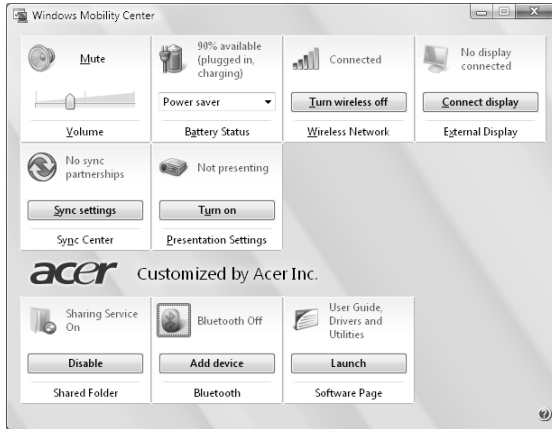 Windows Mobility Center
Mute
Volume
90% available
(plugged in,
charging)
Power saver
Battery Status
Connected
Turn wireless off
Wireless Network
No display
connected
Connect display
External Display
No sync
partnerships
Sync settings
Sync Center
Not presenting
Turn on
Presentation Settings
acer Customized by Acer Inc.
Sharing Service
On
Disable
Shared Folder
Bluetooth Off
Add device
Bluetooth
User Guide,
Drivers and
Utilities
Launch
Software Page